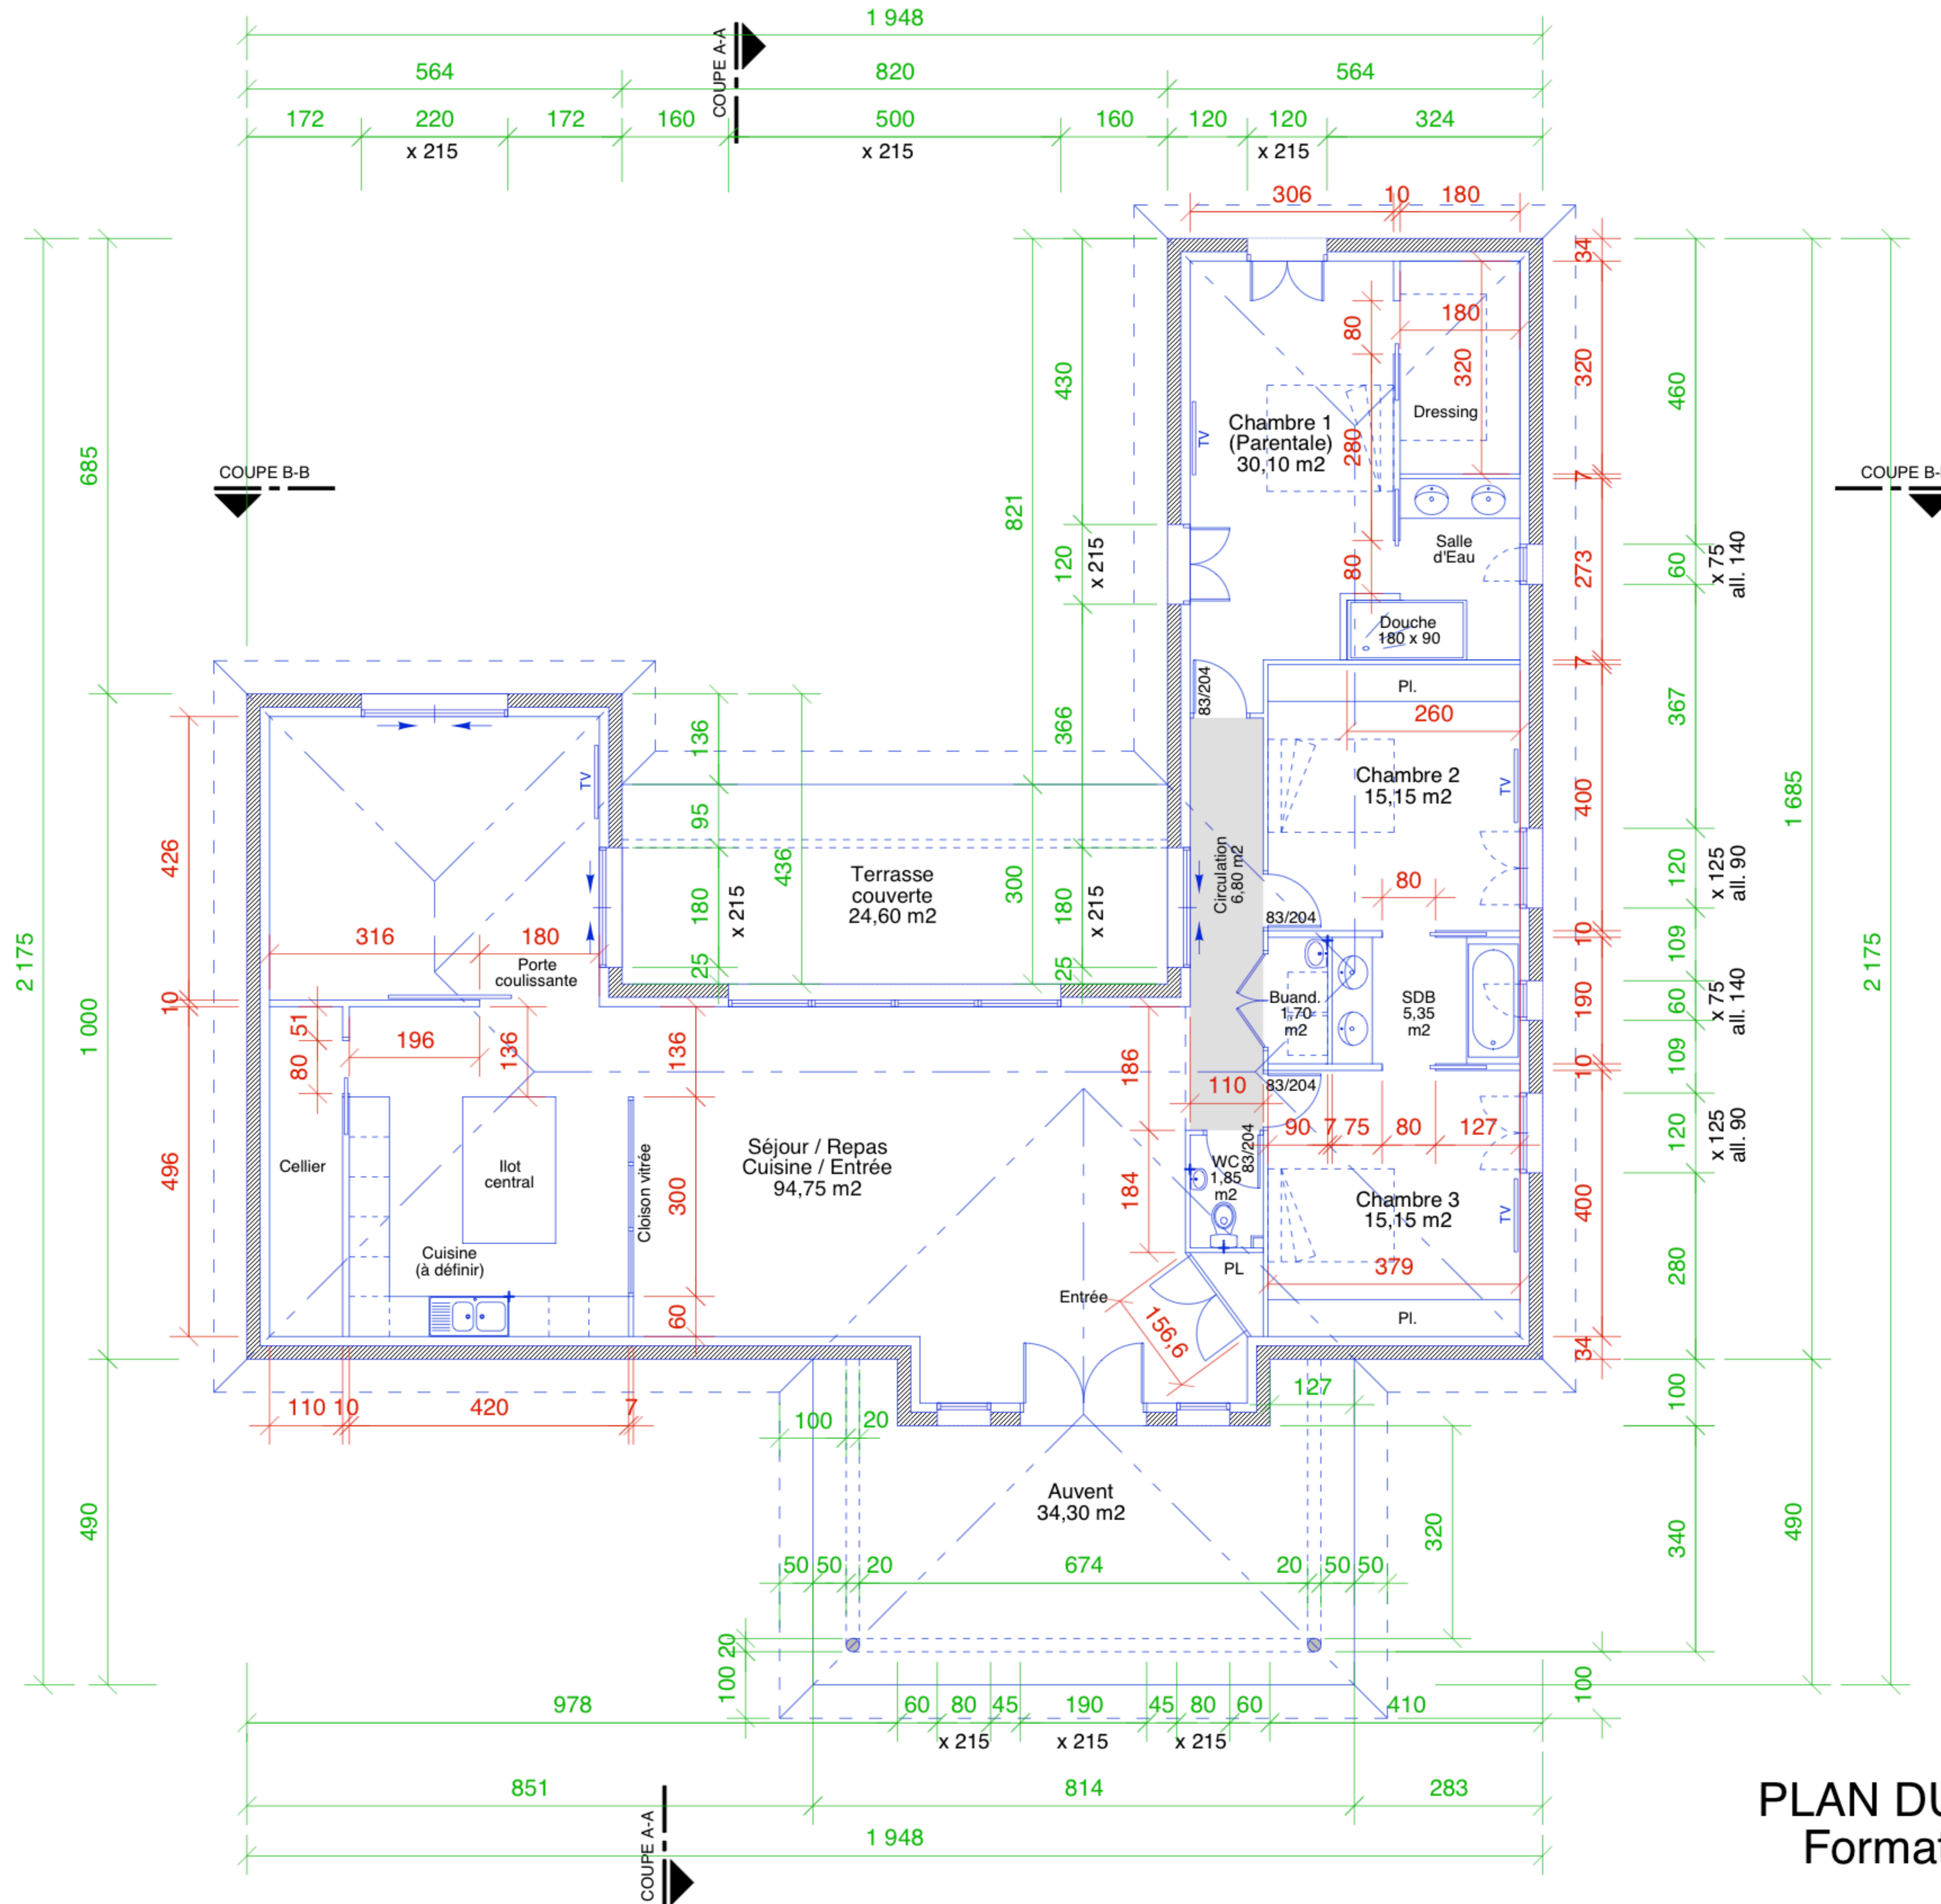 1 948
COUPE A-A
564 820 564
172 220 172 160 500 160 120 120 324
x 215 x 215 x 215
306 10 180
34
80
180
320
320
430
460
Dressing
Chambre 1
(Parentale)
30,10 m2
TV
280
685
COUPE B-B
COUPE B-
7
821
120
x 215
Salle
d'Eau
80
273
60
x 75
all. 140
Douche
180 x 90
7
83/204
Pl.
260
367
136
366
TV
Chambre 2
15,15 m2
TV
400
1 685
95
426
436
Terrasse
couverte
24,60 m2
300
180
x 215
180
x 215
Circulation
6,80 m2
80
120
x 125
all. 90
83/204
316 180
Porte
coulissante
25
25
10
109
2 175
2 175
1 000
10
51
196
136
80
136
186
Buand.
1,70
m2
SDB
5,35
m2
190
60
x 75
all. 140
109
10
110
83/204
90 7 75 80 127
120
x 125
all. 90
496
Cellier
Ilot
central
Cloison vitrée
300
Séjour / Repas
Cuisine / Entrée
94,75 m2
184
83/204
WC
1,85
m2
Chambre 3
15,15 m2
TV
400
Cuisine
(à définir)
PL
379
280
Entrée
60
156,6
Pl.
34
110 10 420 7
100 20
127
100
490
Auvent
34,30 m2
320
340
490
50 50 20 674 20 50 50
20
100
100
978 60 80 45 190 45 80 60 410
x 215 x 215 x 215
851 814 283
COUPE A-A
1 948
PLAN DU
Format